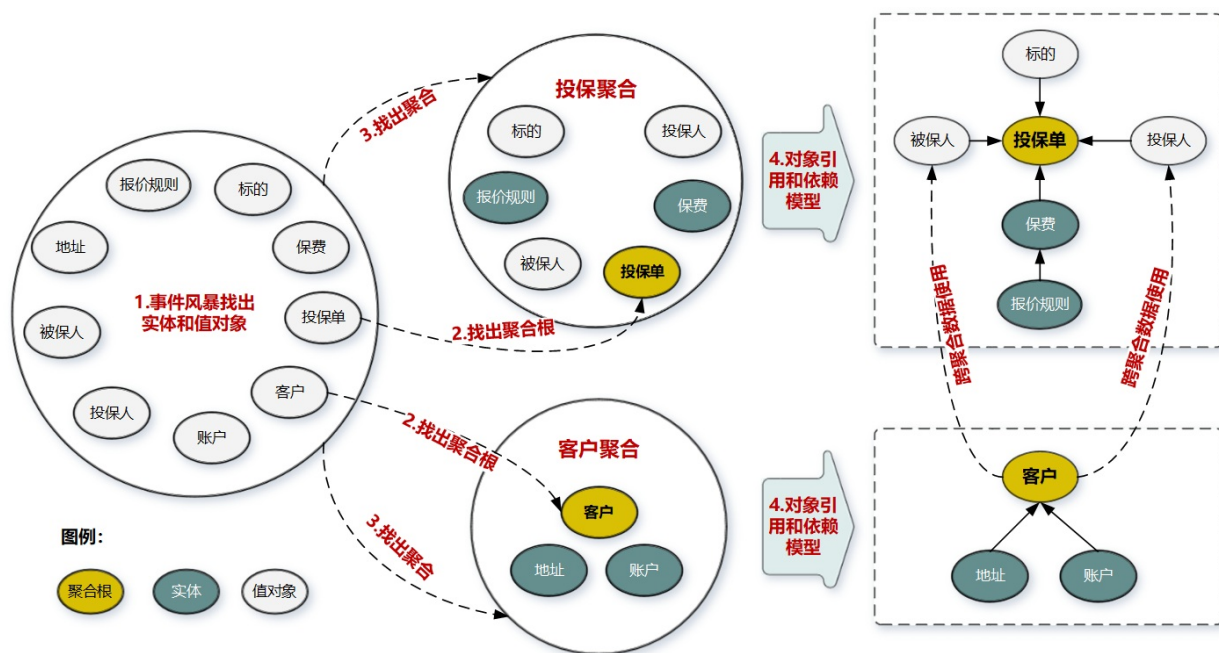 报价规则
标的
地址
保费
1.事件风暴找出
实体和值对象
被保人
投保单
客户
投保人
账户
图例：
聚合根
实体
值对象
3.找出聚合
2.找出聚合根
2.找出聚合根
3.找出聚合
投保聚合
标的
投保人
报价规则
保费
被保人
投保单
客户聚合
客户
地址
账户
4.对象引
用和依赖
模型
4.对象引
用和依赖
模型
标的
被保人
投保单
投保人
保费
报价规则
跨聚合数据使用
跨聚合数据使用
客户
地址
账户